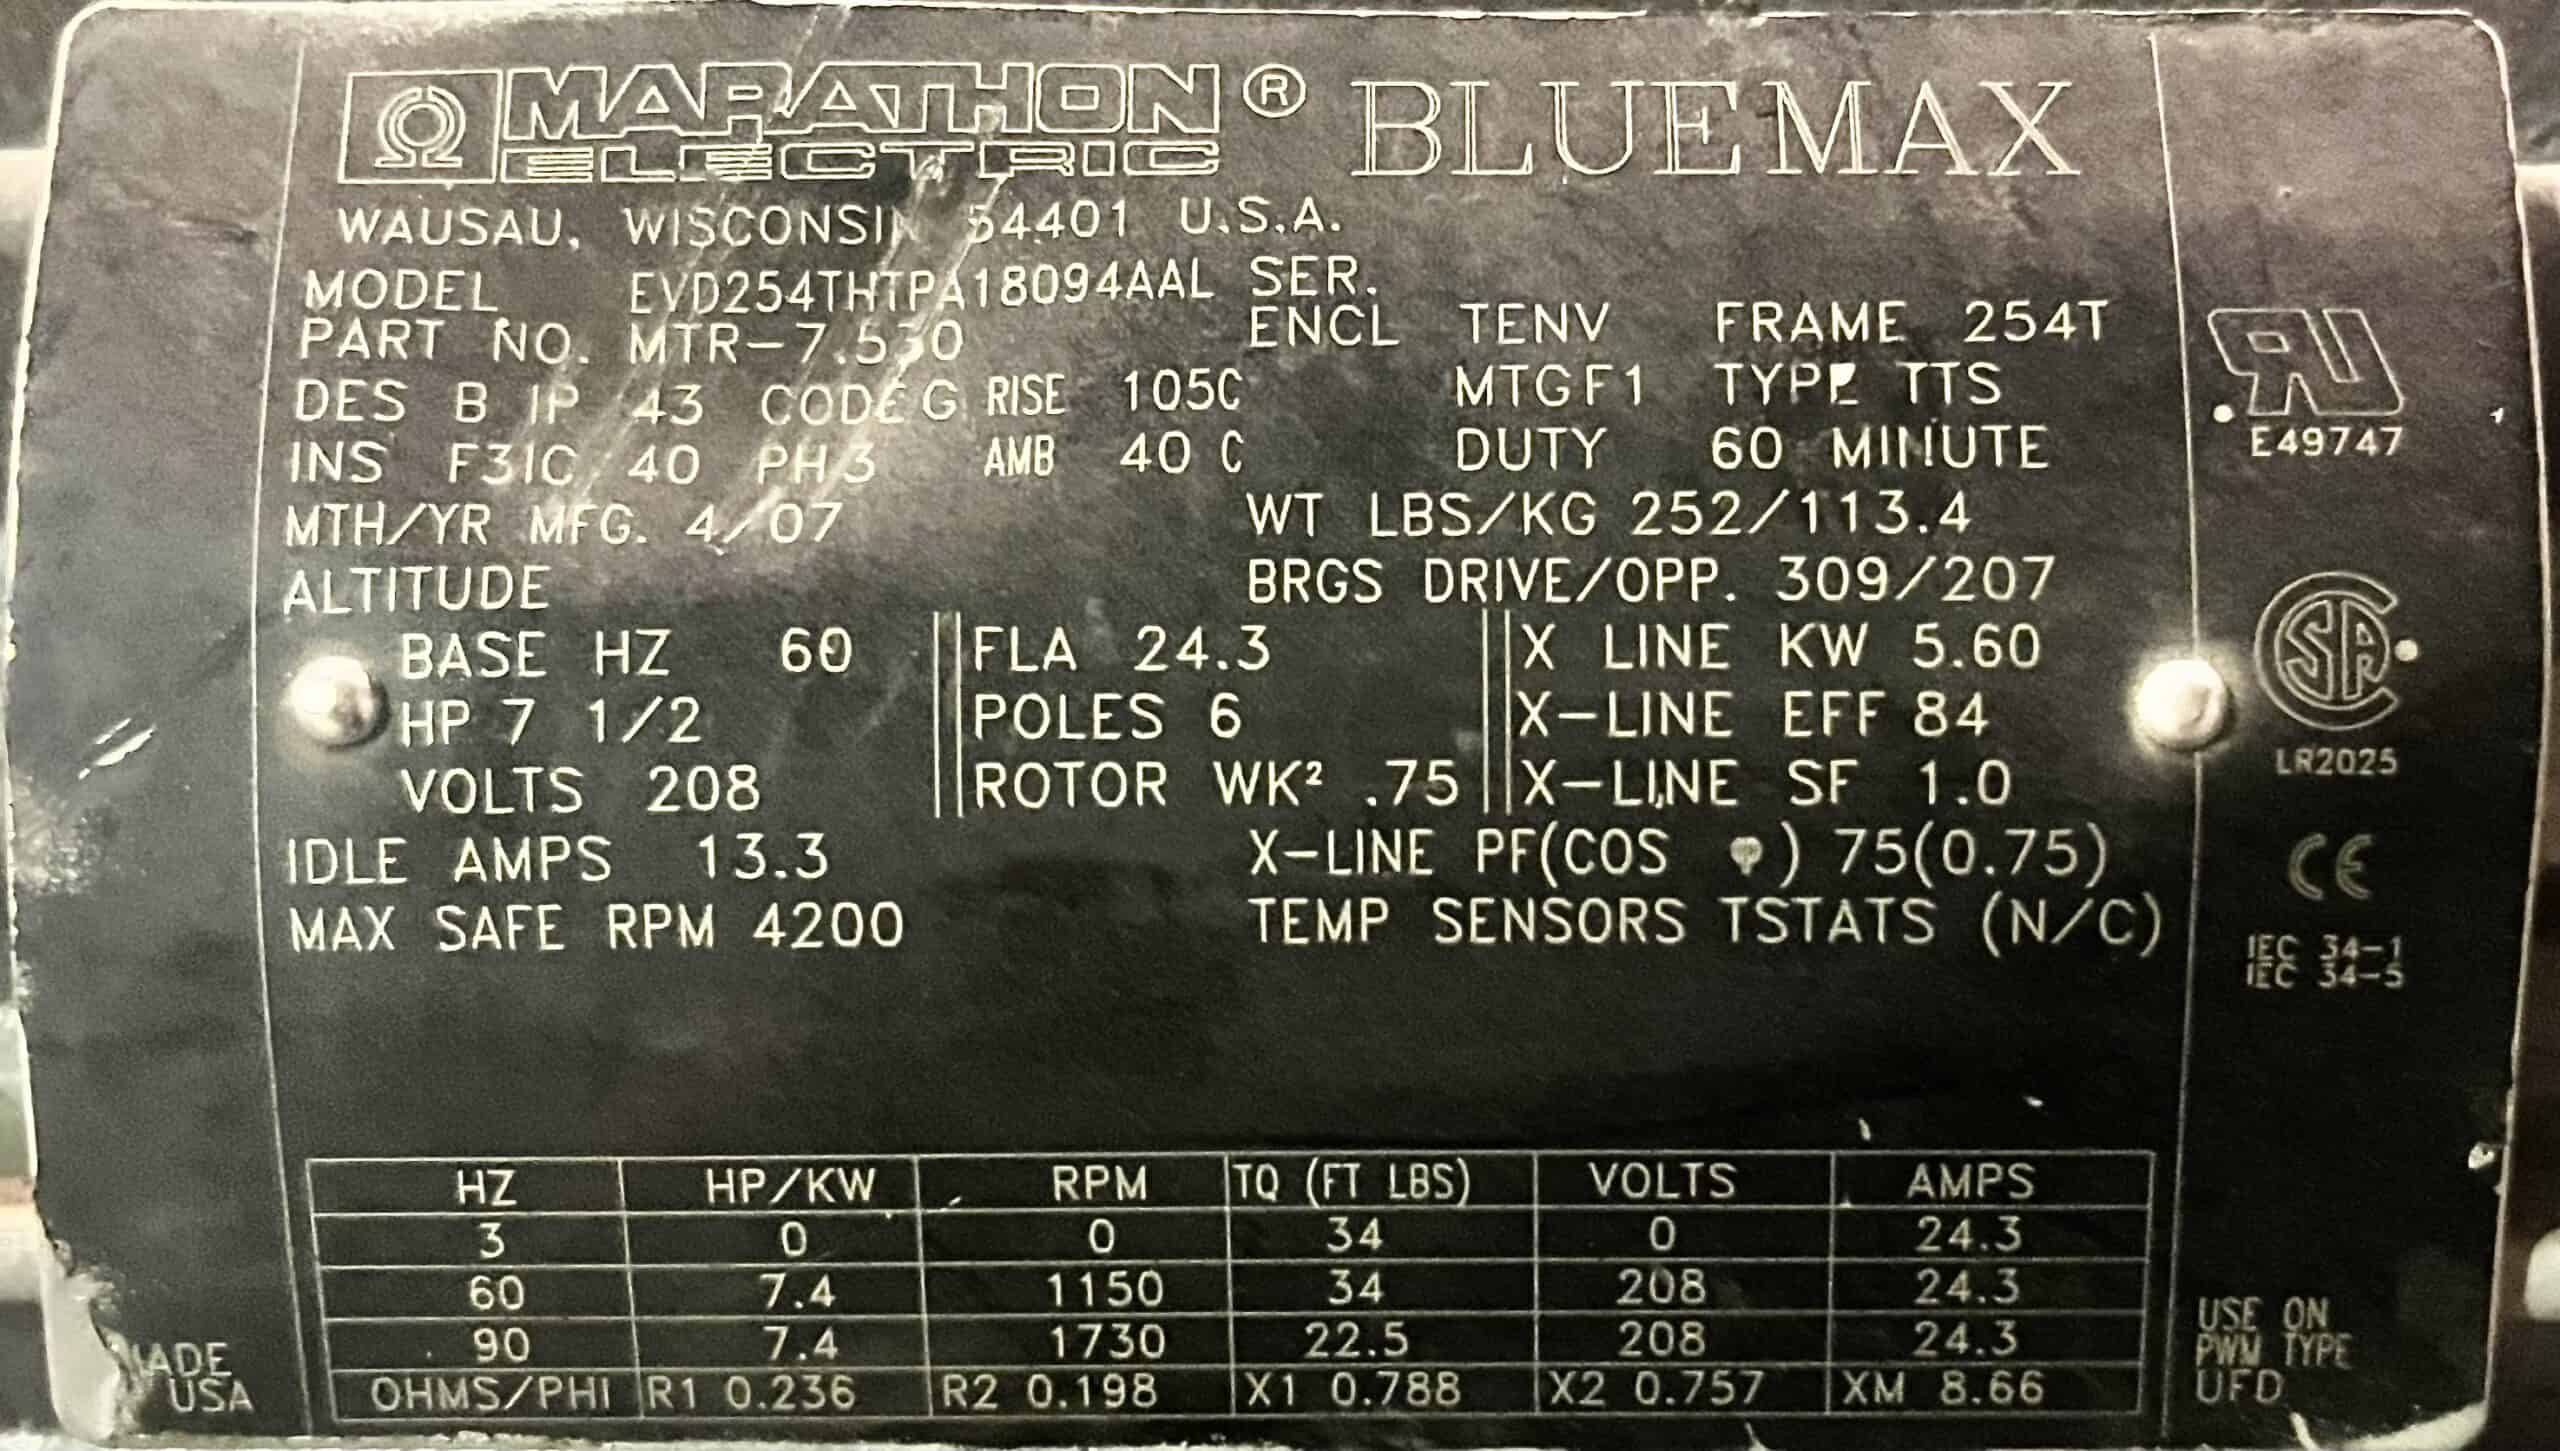 MARATHON® BLUE MAX
ELECTRIC
WAUSAU, WISCONSIN 54401 U.S.A.
MODEL EVD254THTPA18094AAL SER.
PART NO. MTR-7.530 ENCL TENV FRAME 254T
DES B IP 43 CODE G RISE 105C MTG F1 TYPE TTS
INS F3 IC 40 PH 3 AMB 40 C DUTY 60 MINUTE
MTH/YR MFG. 4/07 WT LBS/KG 252/113.4
ALTITUDE BRGS DRIVE/OPP. 309/207
BASE HZ 60 FLA 24.3 X LINE KW 5.60
HP 7 1/2 POLES 6 X-LINE EFF 84
VOLTS 208 ROTOR WK² .75 X-LINE SF 1.0
IDLE AMPS 13.3 X-LINE PF(COS φ) 75(0.75)
MAX SAFE RPM 4200 TEMP SENSORS TSTATS (N/C)
HZ HP/KW RPM TQ (FT LBS) VOLTS AMPS
3 0 0 34 0 24.3
60 7.4 1150 34 208 24.3
90 7.4 1730 22.5 208 24.3
OHMS/PHI R1 0.236 R2 0.198 X1 0.788 X2 0.757 XM 8.66
MADE
USA
RU
E49747
CSA
LR2025
CE
IEC 34-1
IEC 34-5
USE ON
PWM TYPE
UFD